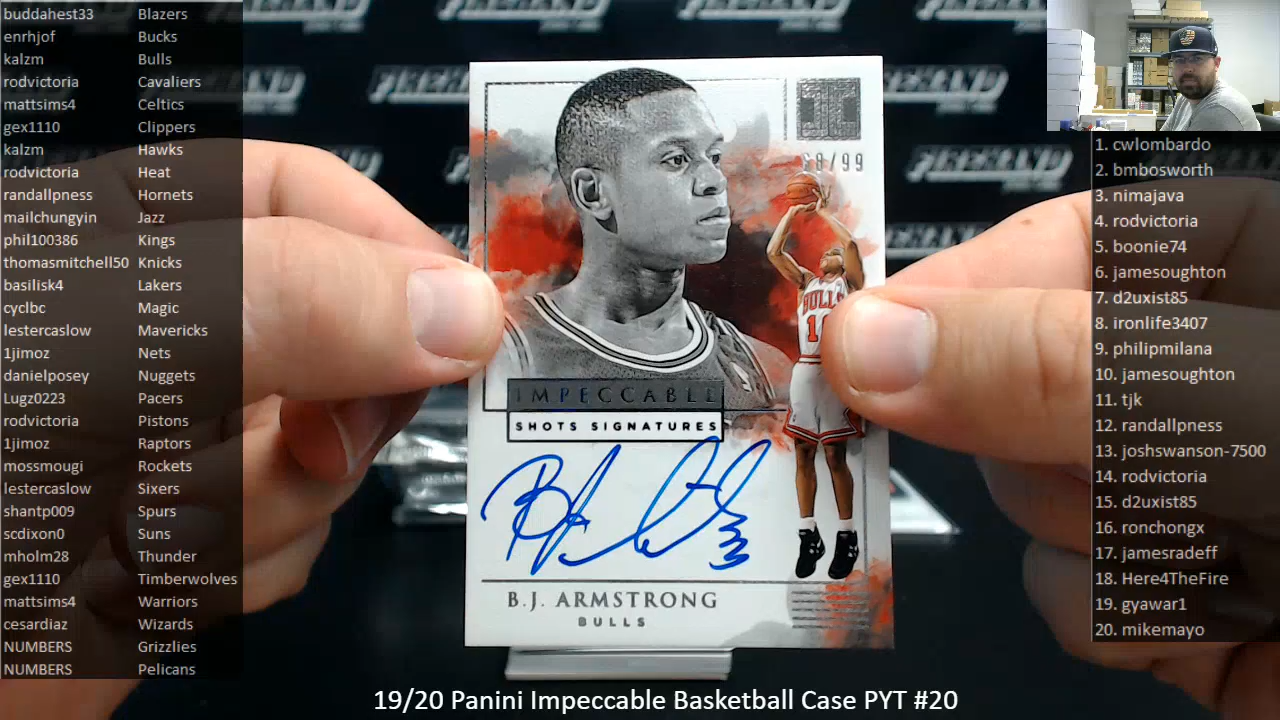 buddahest33 Blazers
enrhjof Bucks
kalzm Bulls
rodvictoria Cavaliers
mattsims4 Celtics
gex1110 Clippers
kalzm Hawks
rodvictoria Heat
randallpness Hornets
mailchungyin Jazz
phil100386 Kings
thomasmitchell50 Knicks
basilisk4 Lakers
cyclbc Magic
lestercaslow Mavericks
1jimoz Nets
danielposey Nuggets
Lugz0223 Pacers
rodvictoria Pistons
1jimoz Raptors
mossmougi Rockets
lestercaslow Sixers
shantp009 Spurs
scdixon0 Suns
mholm28 Thunder
gex1110 Timberwolves
mattsims4 Warriors
cesardiaz Wizards
NUMBERS Grizzlies
NUMBERS Pelicans
BULLS
IMPECCABLE
SHOTS SIGNATURES
B.J. ARMSTRONG
BULLS
1. cwlombardo
2. bmbosworth
3. nimajava
4. rodvictoria
5. boonie74
6. jamesoughton
7. d2uxist85
8. ironlife3407
9. philipmilana
10. jamesoughton
11. tjk
12. randallpness
13. joshswanson-7500
14. rodvictoria
15. d2uxist85
16. ronchongx
17. jamesradeff
18. Here4TheFire
19. gyawar1
20. mikemayo
19/20 Panini Impeccable Basketball Case PYT #20